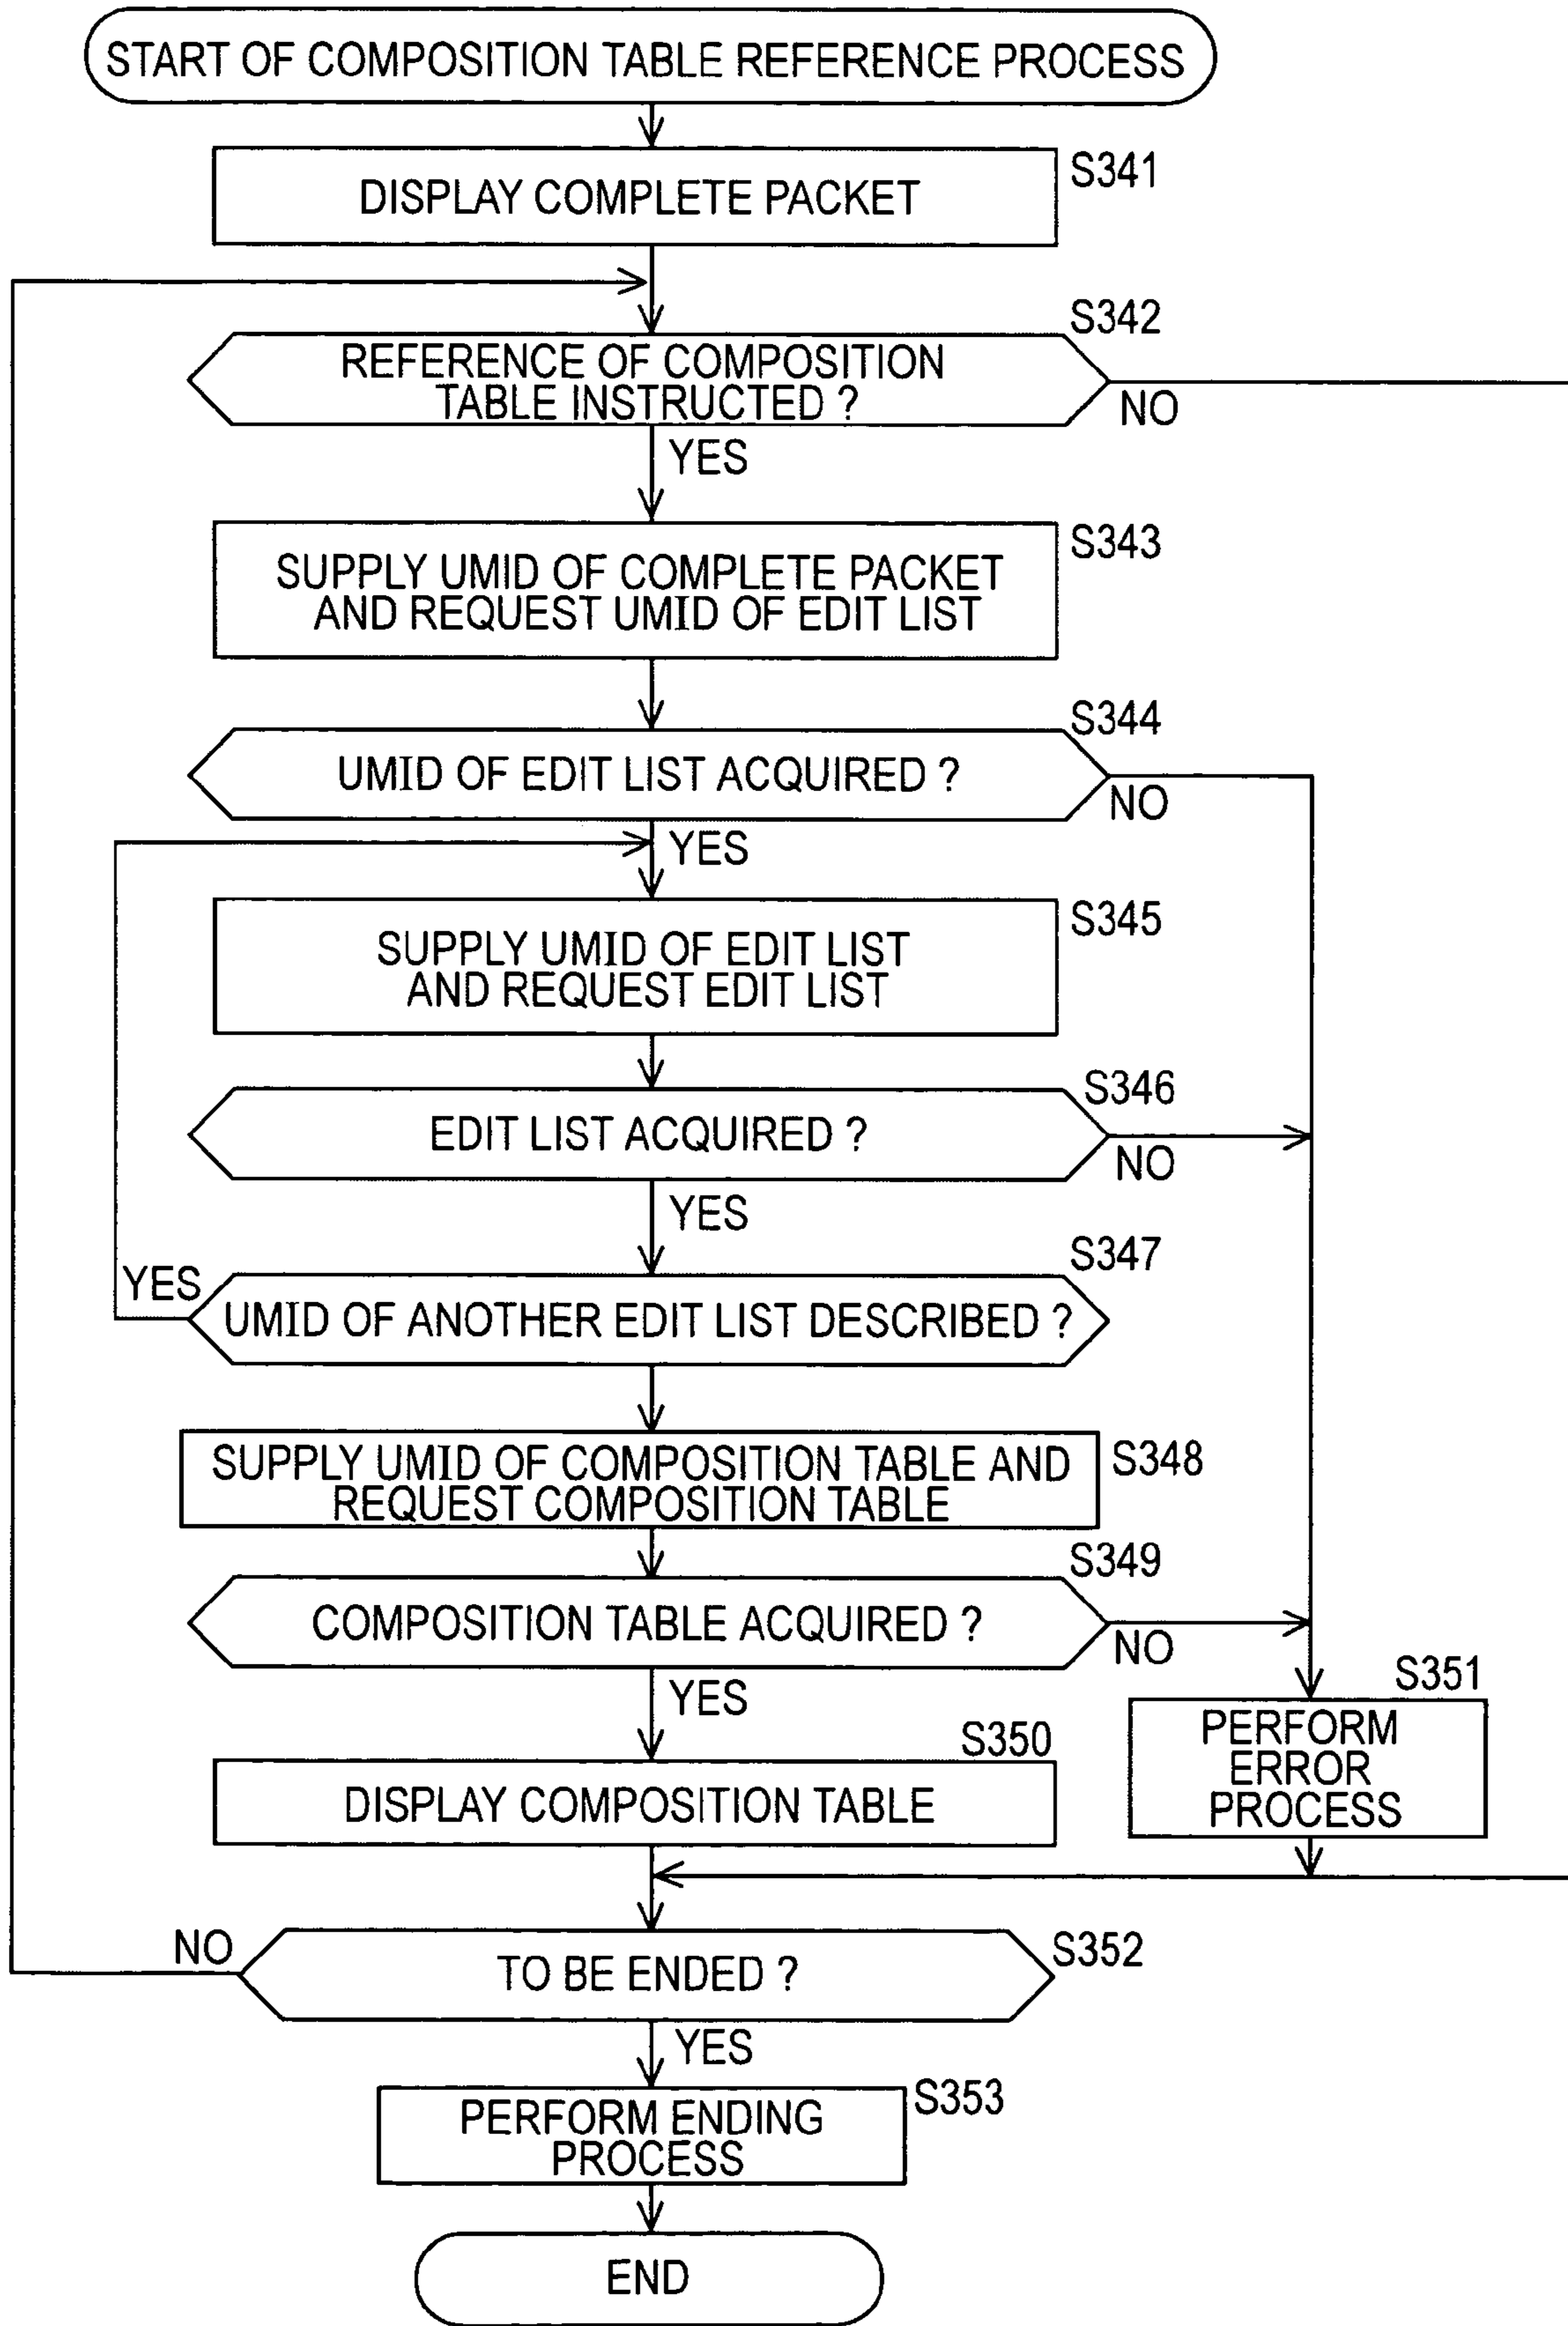 START OF COMPOSITION TABLE REFERENCE PROCESS
S341
DISPLAY COMPLETE PACKET
S342
REFERENCE OF COMPOSITION
TABLE INSTRUCTED ?
NO
YES
S343
SUPPLY UMID OF COMPLETE PACKET
AND REQUEST UMID OF EDIT LIST
S344
UMID OF EDIT LIST ACQUIRED ?
NO
YES
S345
SUPPLY UMID OF EDIT LIST
AND REQUEST EDIT LIST
S346
EDIT LIST ACQUIRED ?
NO
YES
S347
YES
UMID OF ANOTHER EDIT LIST DESCRIBED ?
S348
SUPPLY UMID OF COMPOSITION TABLE AND
REQUEST COMPOSITION TABLE
S349
COMPOSITION TABLE ACQUIRED ?
NO
YES
S351
PERFORM
ERROR
PROCESS
S350
DISPLAY COMPOSITION TABLE
NO
S352
TO BE ENDED ?
YES
S353
PERFORM ENDING
PROCESS
END